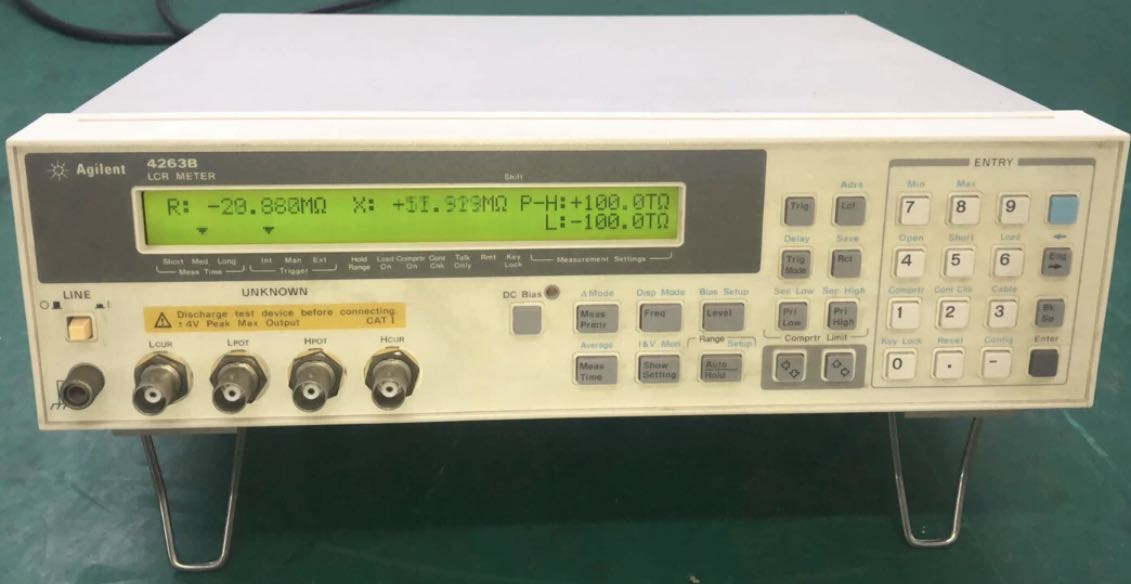 Agilent
4263B
LCR METER
Shift
R: -20.880MΩ X: MΩ P-H:+100.0TΩ
L:-100.0TΩ
Short Med Long
Meas Time
Int Man Ext
Trigger
Hold Range
Load On
Comprtr On
Cont Chk
Talk Only
Rmt
Key Lock
Measurement Settings
LINE
UNKNOWN
Discharge test device before connecting.
±4V Peak Max Output CAT I
LCUR LPOT HPOT HCUR
DC Bias
Δ Mode Disp Mode Bias Setup
Meas Prmtr
Freq
Level
Average I&V Mon Range Setup
Meas Time
Show Setting
Auto Hold
Adrs
Trig Lcl
Delay Save
Trig Mode
Rcl
Sec Low Sec High
Pri Low
Pri High
Comprtr Limit
ENTRY
Min Max
7 8 9
Open Short Load
4 5 6
Eng
Comprtr Cont Chk Cable
1 2 3
Bk Sp
Key Lock Reset Config Enter
0 . -